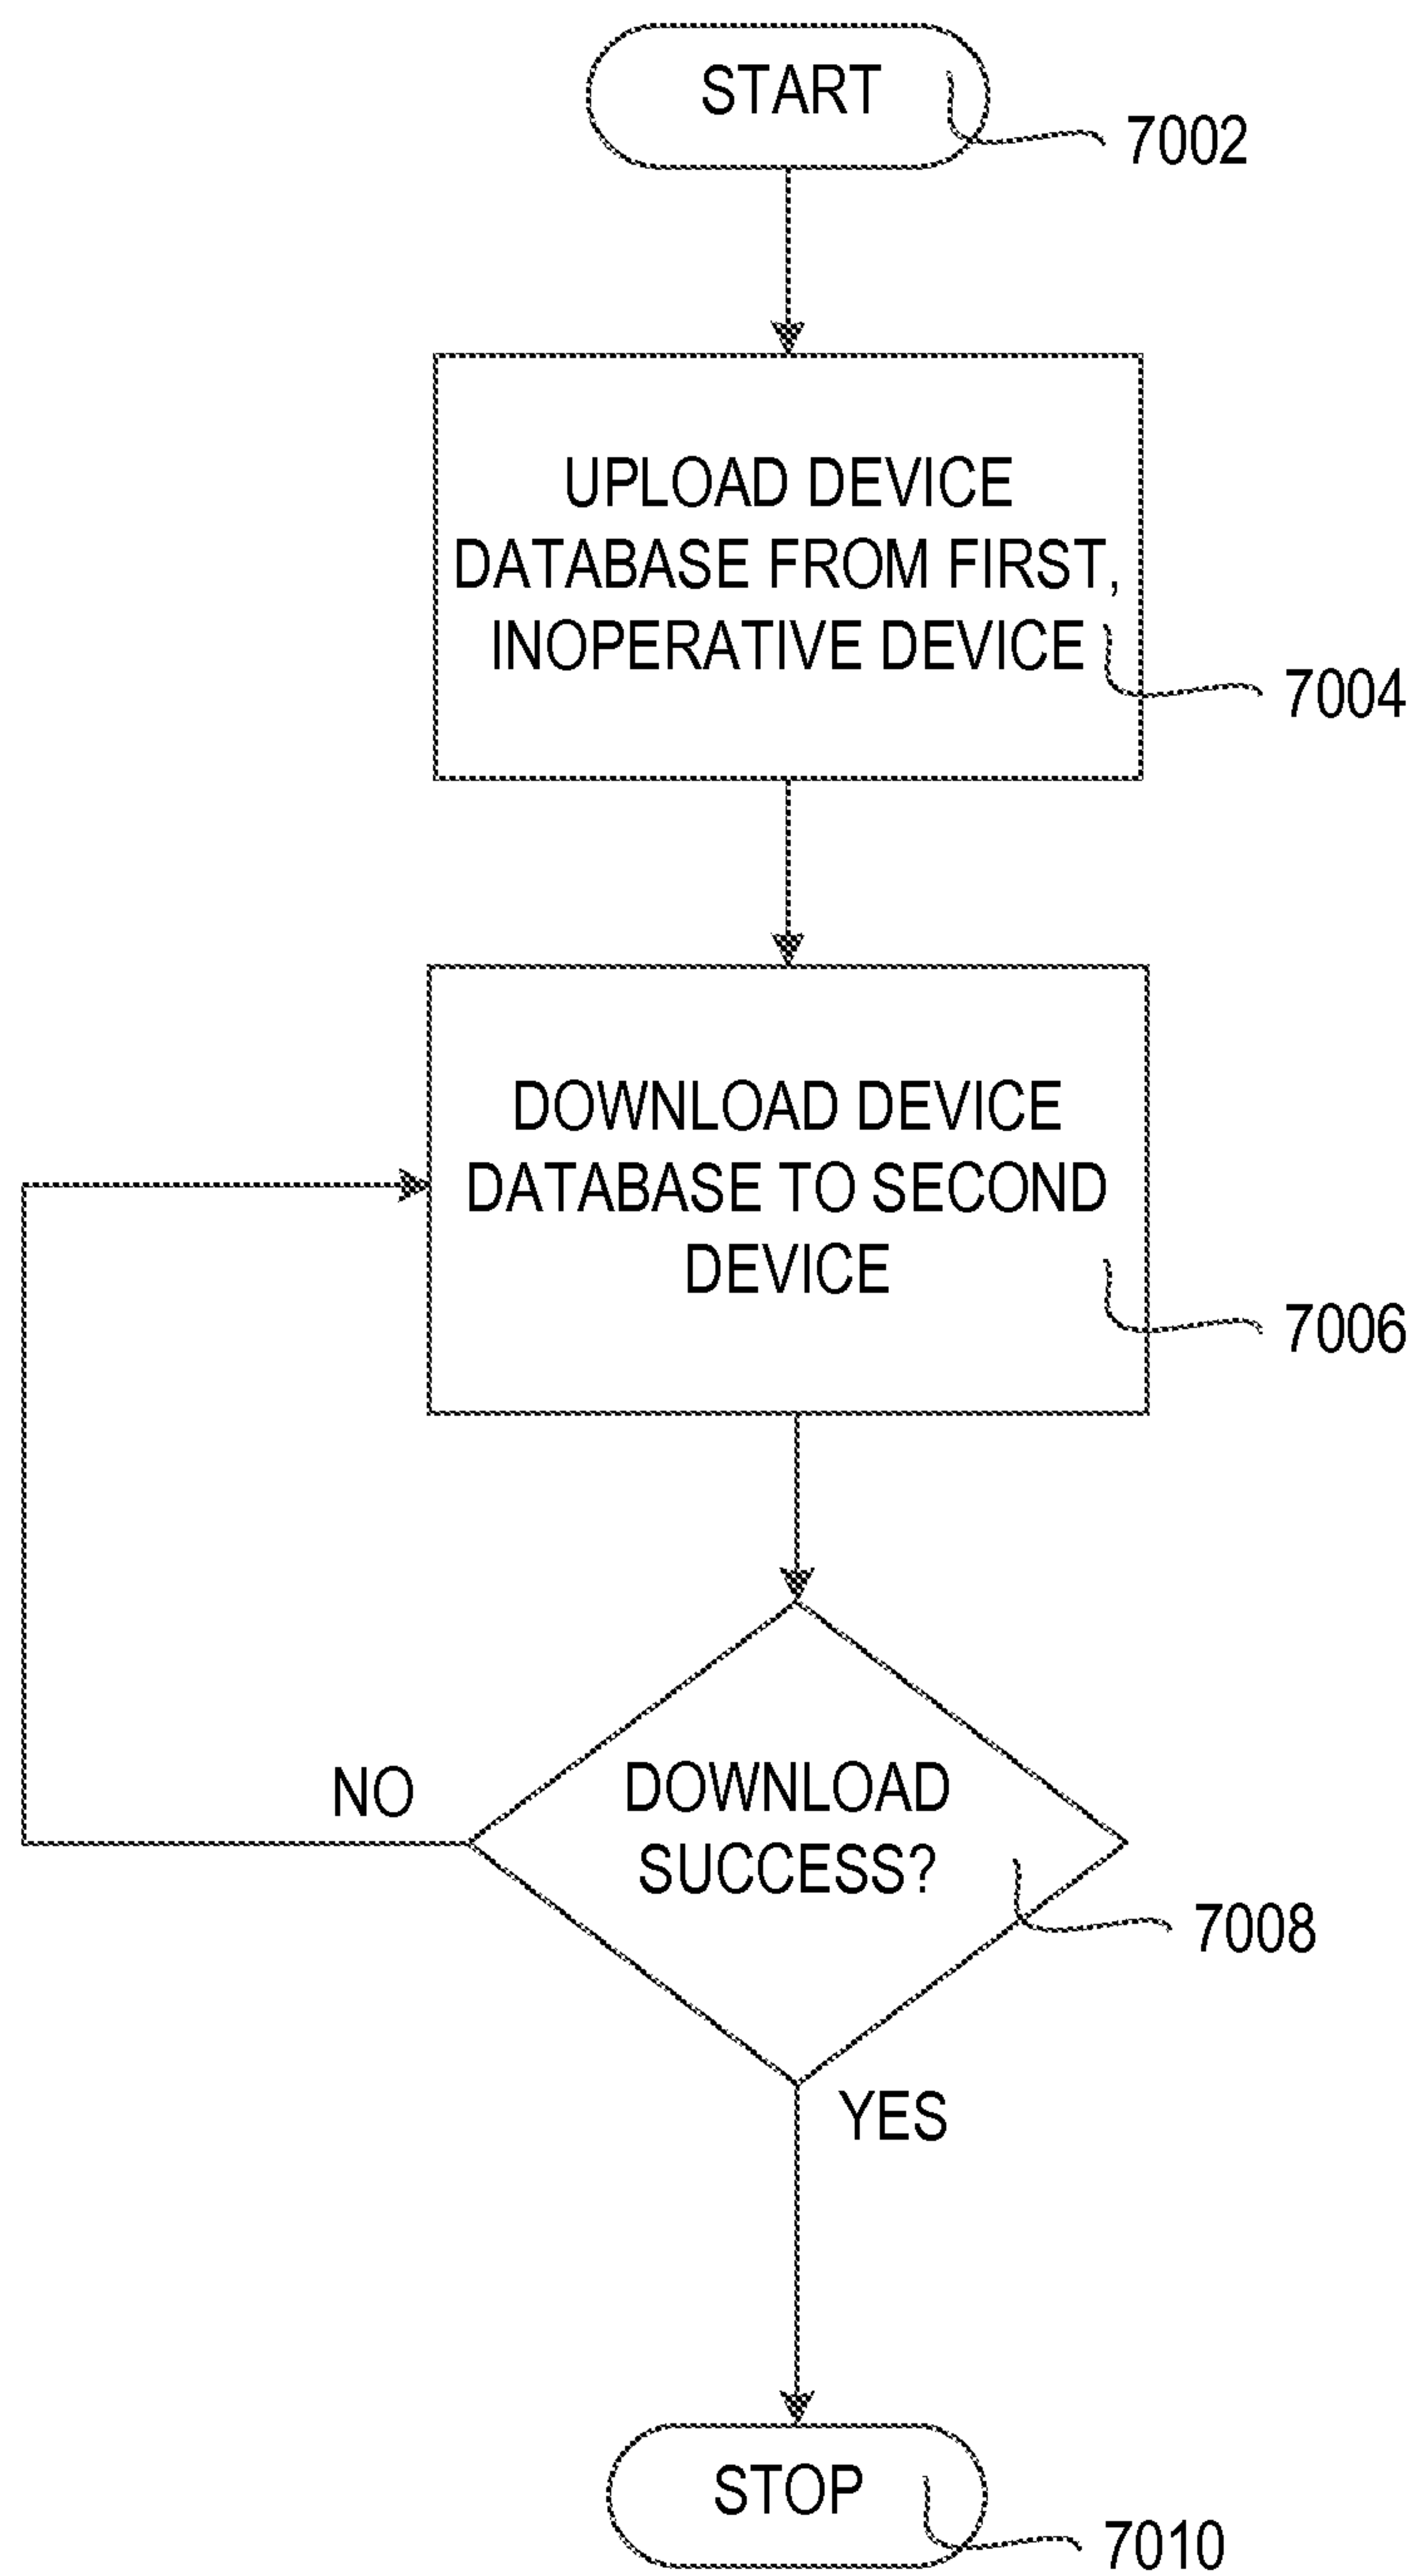 START
7002
UPLOAD DEVICE
DATABASE FROM FIRST,
INOPERATIVE DEVICE
7004
DOWNLOAD DEVICE
DATABASE TO SECOND
DEVICE
7006
NO
DOWNLOAD
SUCCESS?
7008
YES
STOP
7010